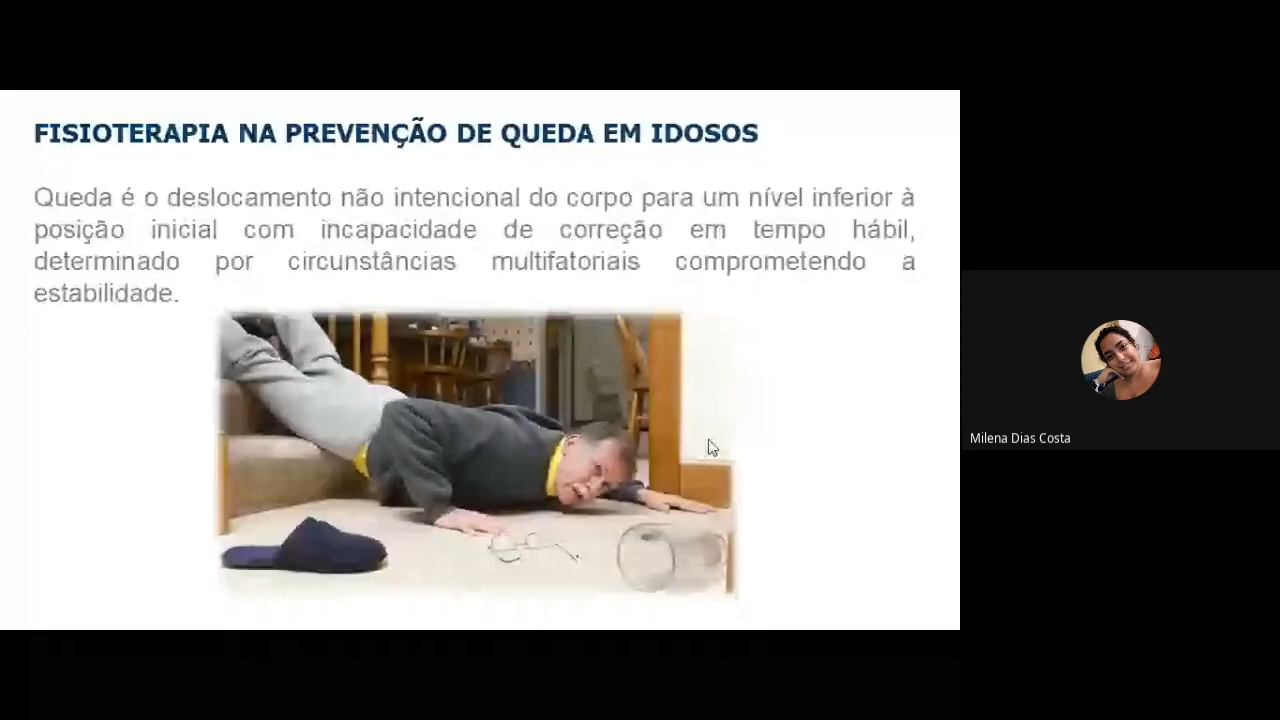 FISIOTERAPIA NA PREVENÇÃO DE QUEDA EM IDOSOS
Queda é o deslocamento não intencional do corpo para um nível inferior à
posição inicial com incapacidade de correção em tempo hábil,
determinado por circunstâncias multifatoriais comprometendo a
estabilidade.
Milena Dias Costa